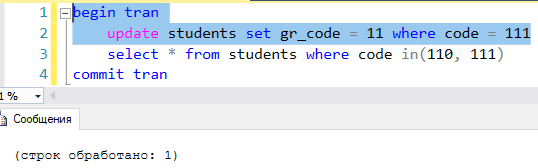 1 begin tran
2 update students set gr_code = 11 where code = 111
3 select * from students where code in(110, 111)
4 commit tran
1 %
Сообщения
(строк обработано: 1)